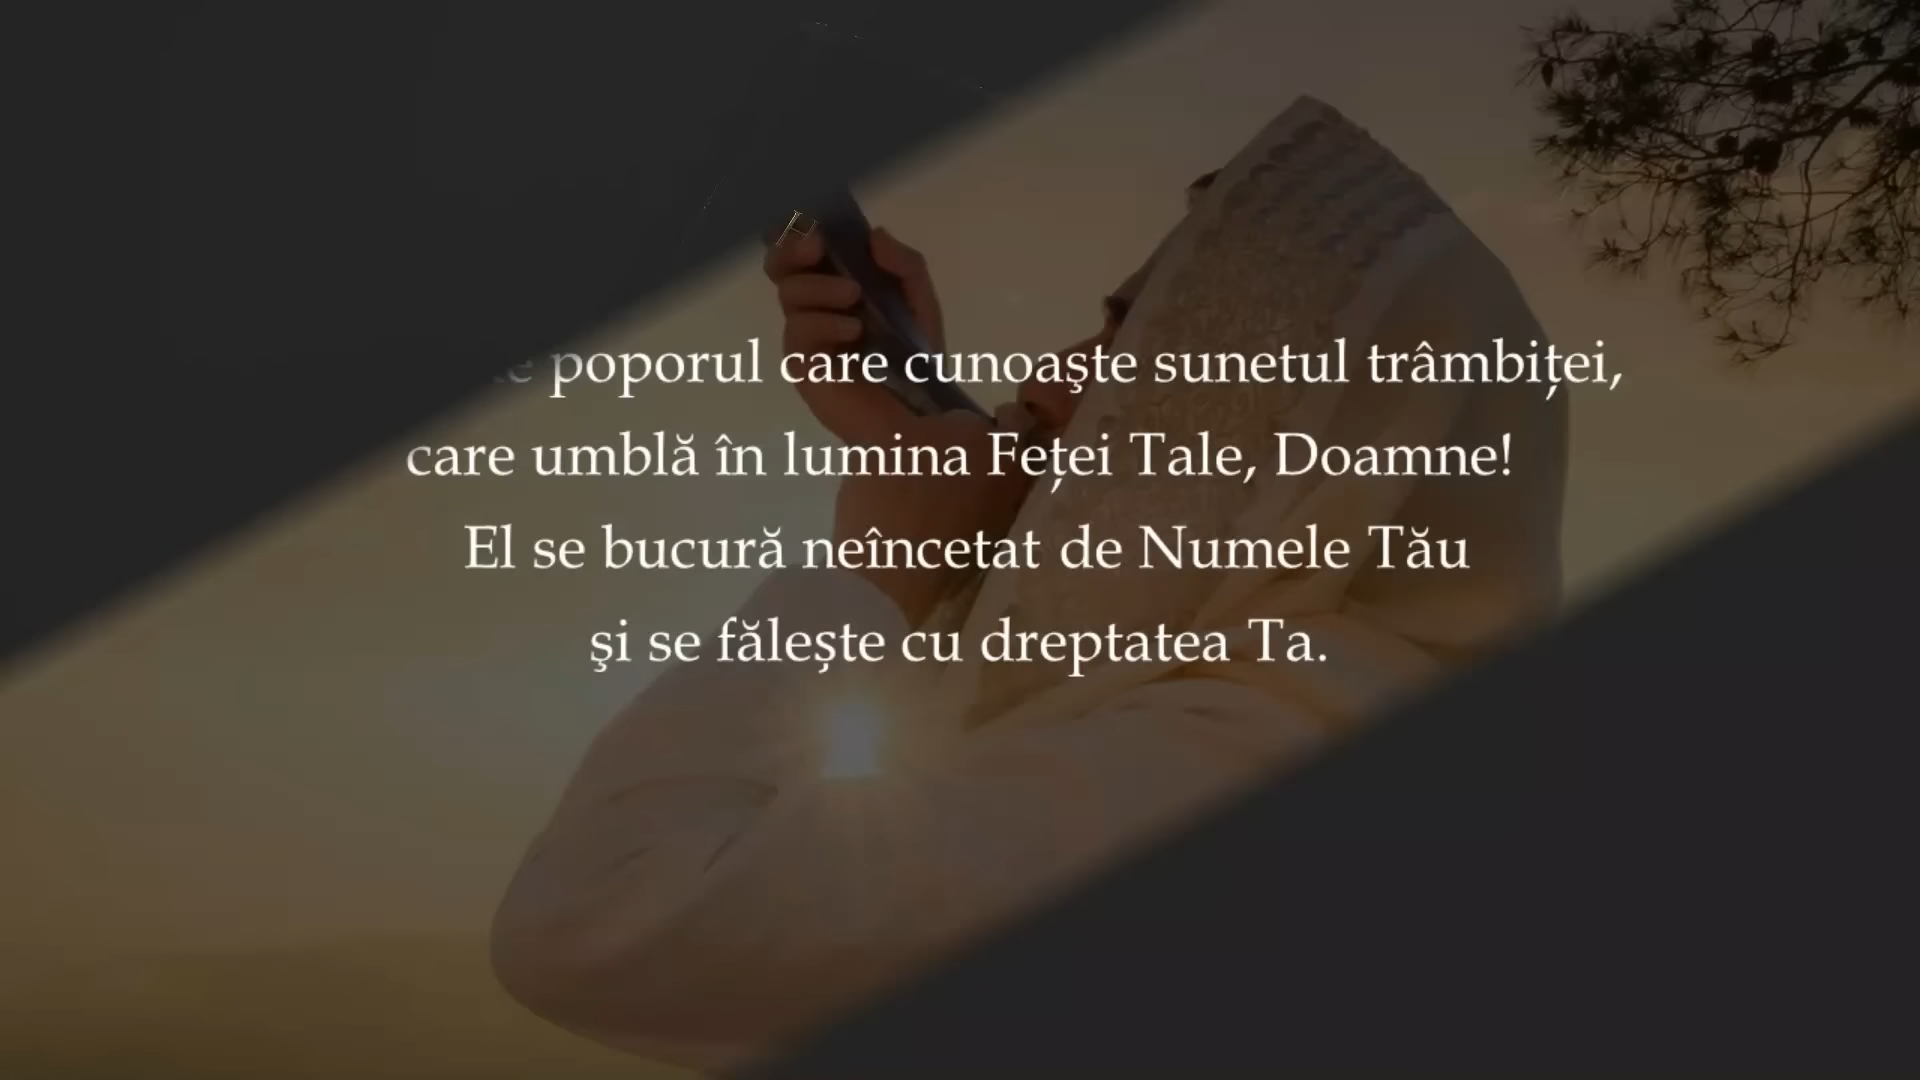 poporul care cunoaşte sunetul trâmbiței,
care umblă în lumina Feței Tale, Doamne!
El se bucură neîncetat de Numele Tău
şi se fălește cu dreptatea Ta.